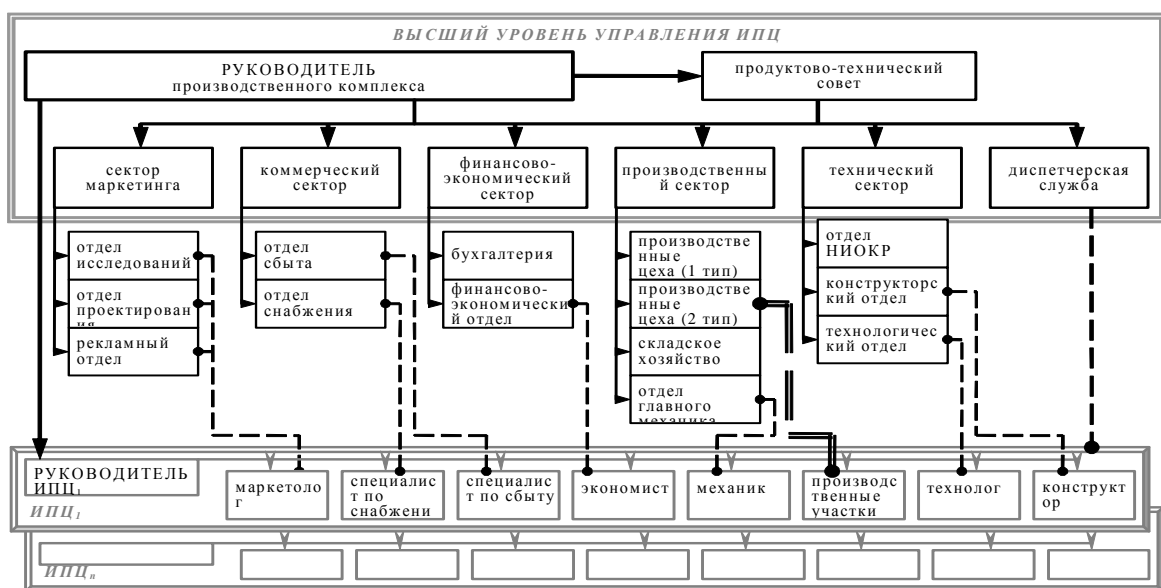 ВЫСШИЙ УРОВЕНЬ УПРАВЛЕНИЯ ИПЦ
РУКОВОДИТЕЛЬ
производственного комплекса
продуктово-технический
совет
сектор
маркетинга
коммерческий
сектор
финансово-
экономический
сектор
производственны
й сектор
технический
сектор
диспетчерская
служба
отдел
исследований
отдел
проектирован
ия
рекламный
отдел
отдел
сбыта
отдел
снабжения
бухгалтерия
финансово-
экономическ
ий отдел
производстве
нные
цеха (1 тип)
производстве
нные
цеха (2 тип)
складское
хозяйство
отдел
главного
механика
отдел
НИОКР
конструкторс
кий отдел
технологичес
кий отдел
РУКОВОДИТЕЛЬ
ИПЦ1
маркетоло
г
специалис
т по
снабжени
специалис
т по сбыту
экономист
механик
производс
твенные
участки
технолог
конструкт
ор
ИПЦ1
ИПЦn